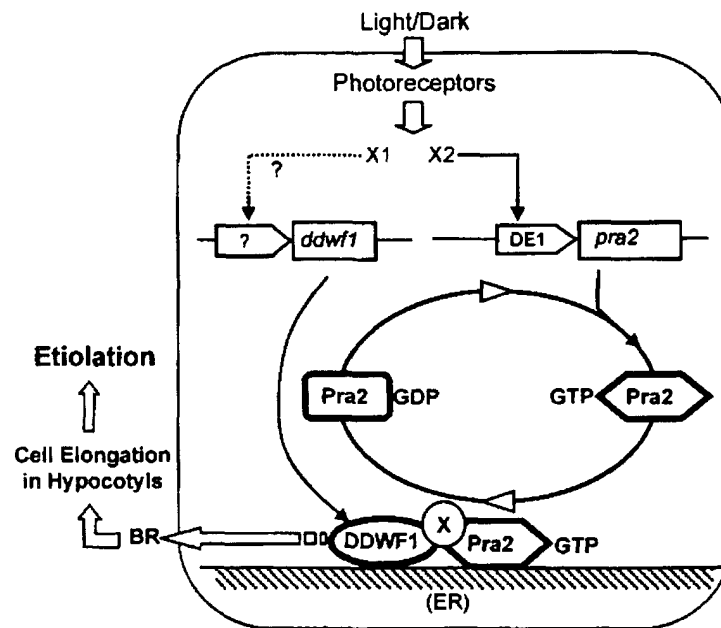 Light/Dark
Photoreceptors
X1 X2
?
? ddwf1 DE1 pra2
Etiolation
Pra2 GDP GTP Pra2
Cell Elongation
in Hypocotyls
BR DDWF1 X Pra2 GTP
(ER)